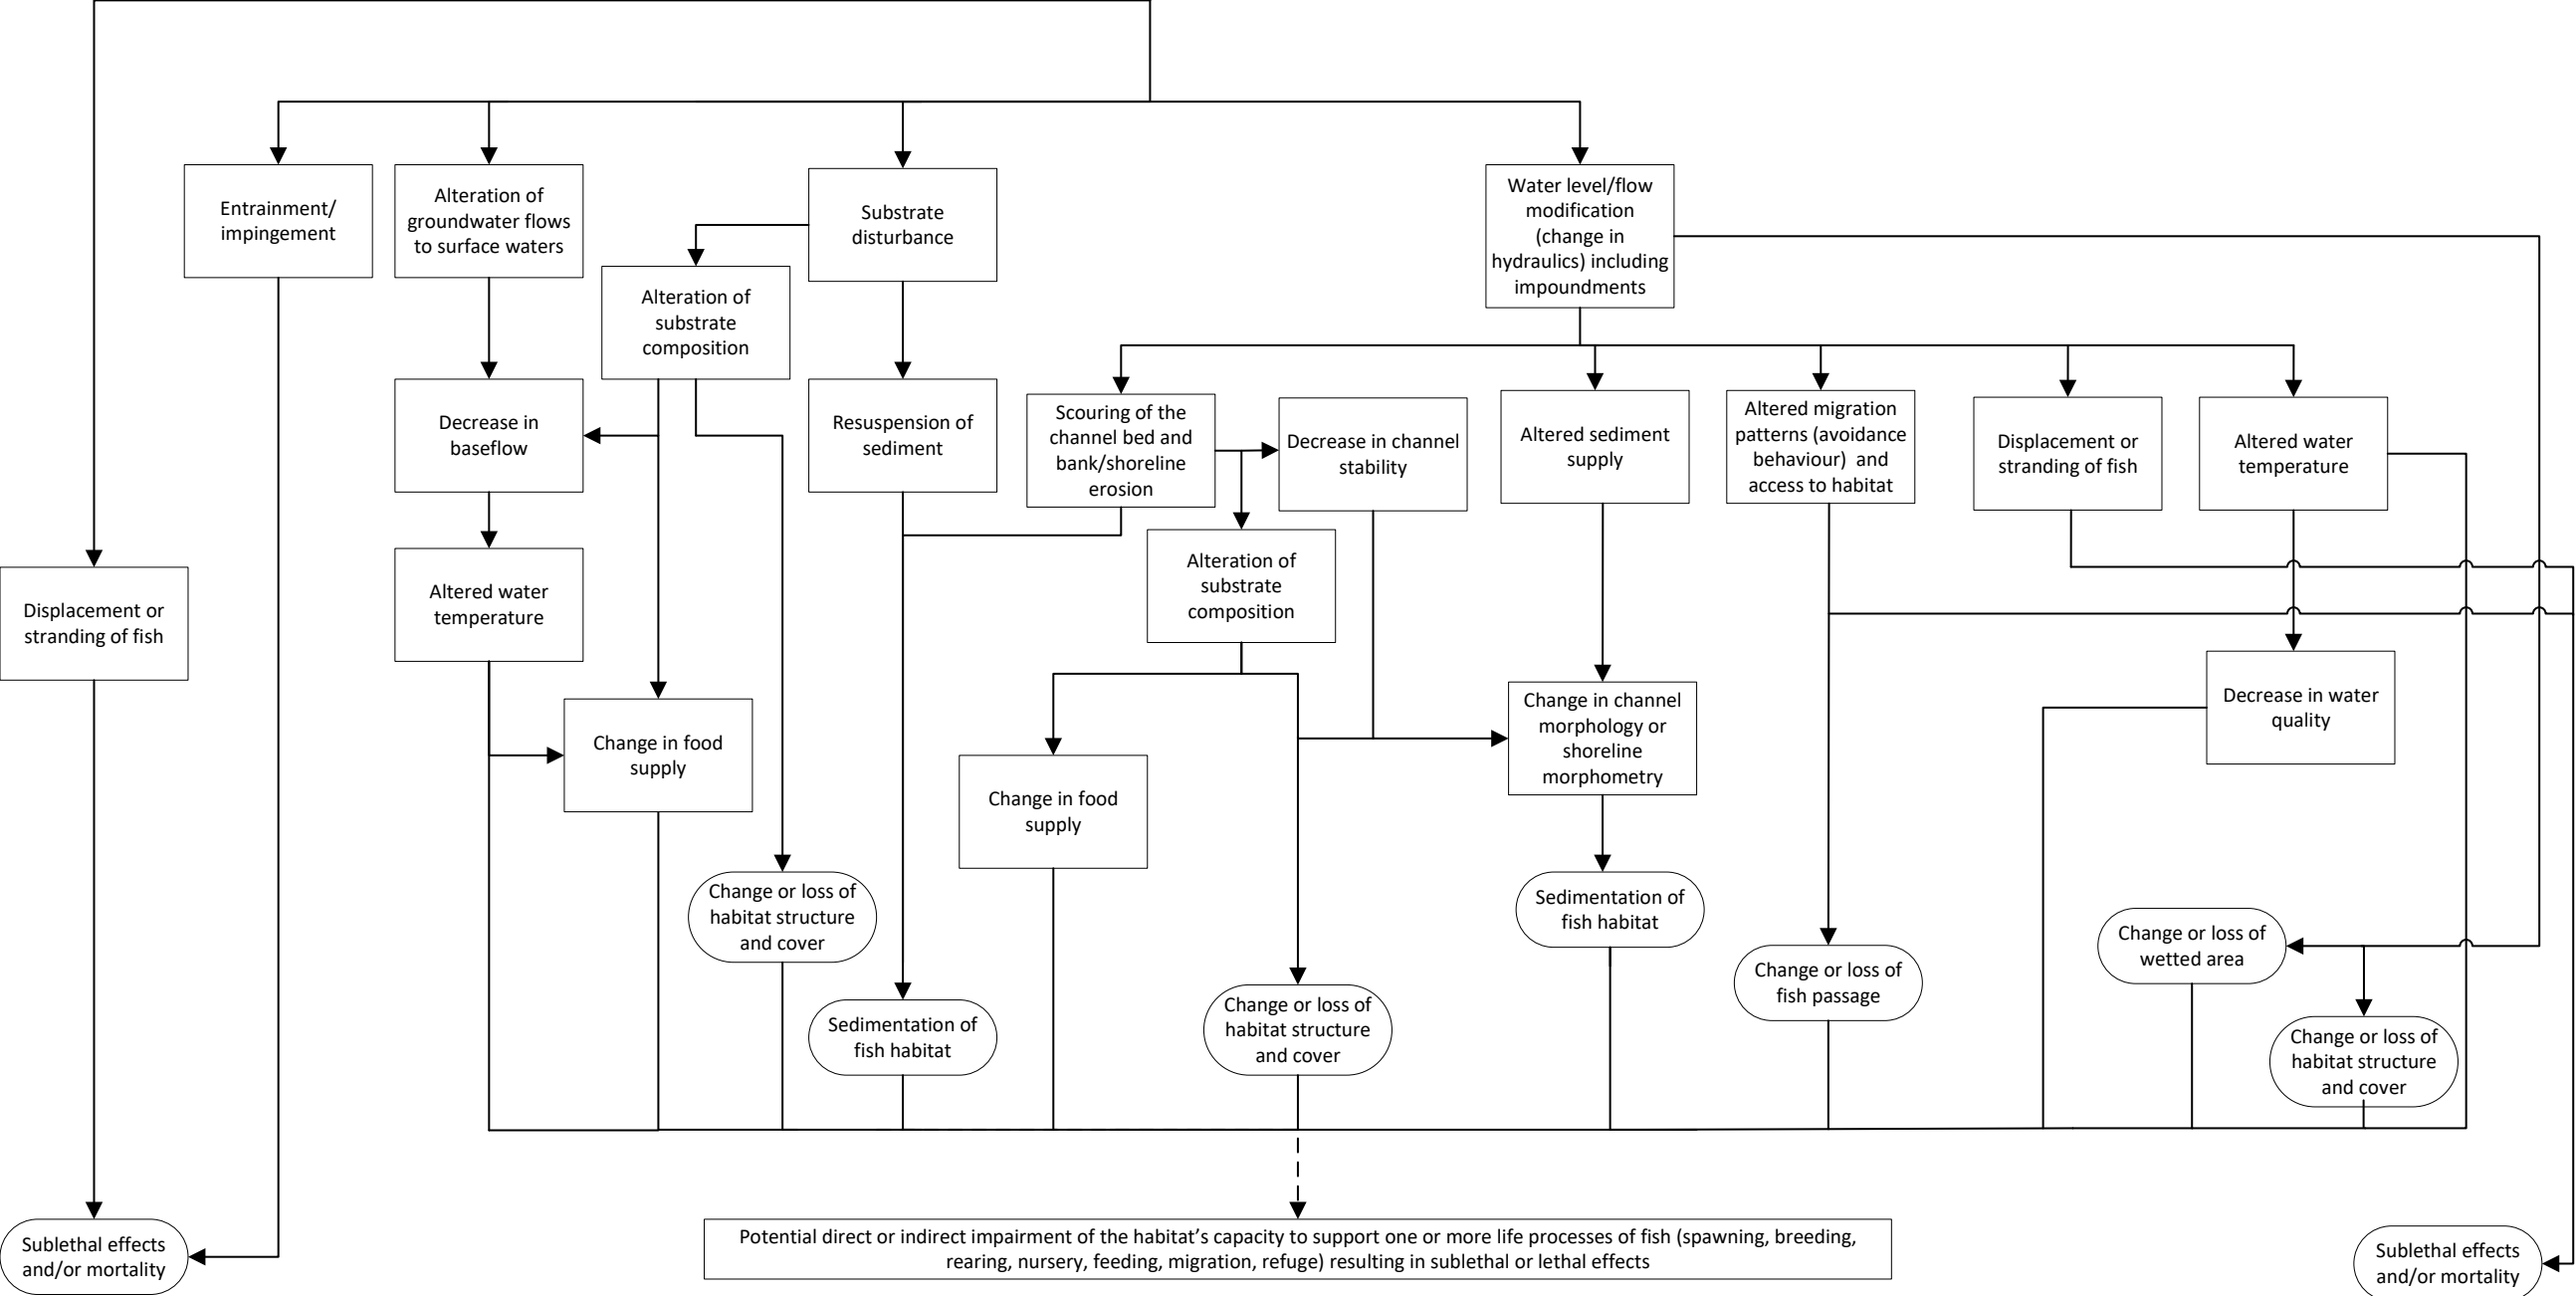 Entrainment/
impingement
Alteration of
groundwater flows
to surface waters
Substrate
disturbance
Water level/flow
modification
(change in
hydraulics) including
impoundments
Alteration of
substrate
composition
Decrease in
baseflow
Resuspension of
sediment
Scouring of the
channel bed and
bank/shoreline
erosion
Decrease in channel
stability
Altered sediment
supply
Altered migration
patterns (avoidance
behaviour)  and
access to habitat
Displacement or
stranding of fish
Altered water
temperature
Displacement or
stranding of fish
Altered water
temperature
Alteration of
substrate
composition
Change in food
supply
Change in food
supply
Change in channel
morphology or
shoreline
morphometry
Decrease in water
quality
Change or loss of
habitat structure
and cover
Sedimentation of
fish habitat
Sedimentation of
fish habitat
Change or loss of
habitat structure
and cover
Change or loss of
fish passage
Change or loss of
wetted area
Change or loss of
habitat structure
and cover
Sublethal effects
and/or mortality
Potential direct or indirect impairment of the habitat’s capacity to support one or more life processes of fish (spawning, breeding,
rearing, nursery, feeding, migration, refuge) resulting in sublethal or lethal effects
Sublethal effects
and/or mortality